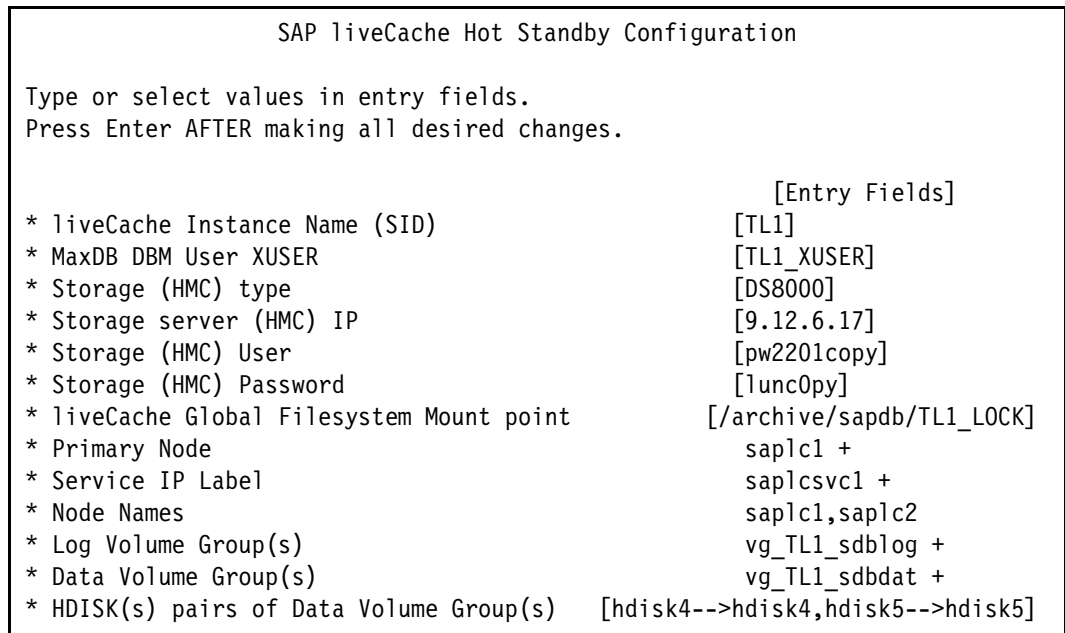 SAP liveCache Hot Standby Configuration
Type or select values in entry fields.
Press Enter AFTER making all desired changes.
[Entry Fields]
* liveCache Instance Name (SID) [TL1]
* MaxDB DBM User XUSER [TL1_XUSER]
* Storage (HMC) type [DS8000]
* Storage server (HMC) IP [9.12.6.17]
* Storage (HMC) User [pw2201copy]
* Storage (HMC) Password [lunc0py]
* liveCache Global Filesystem Mount point [/archive/sapdb/TL1_LOCK]
* Primary Node saplc1 +
* Service IP Label saplcsvc1 +
* Node Names saplc1,saplc2
* Log Volume Group(s) vg_TL1_sdblog +
* Data Volume Group(s) vg_TL1_sdbdat +
* HDISK(s) pairs of Data Volume Group(s) [hdisk4-->hdisk4,hdisk5-->hdisk5]